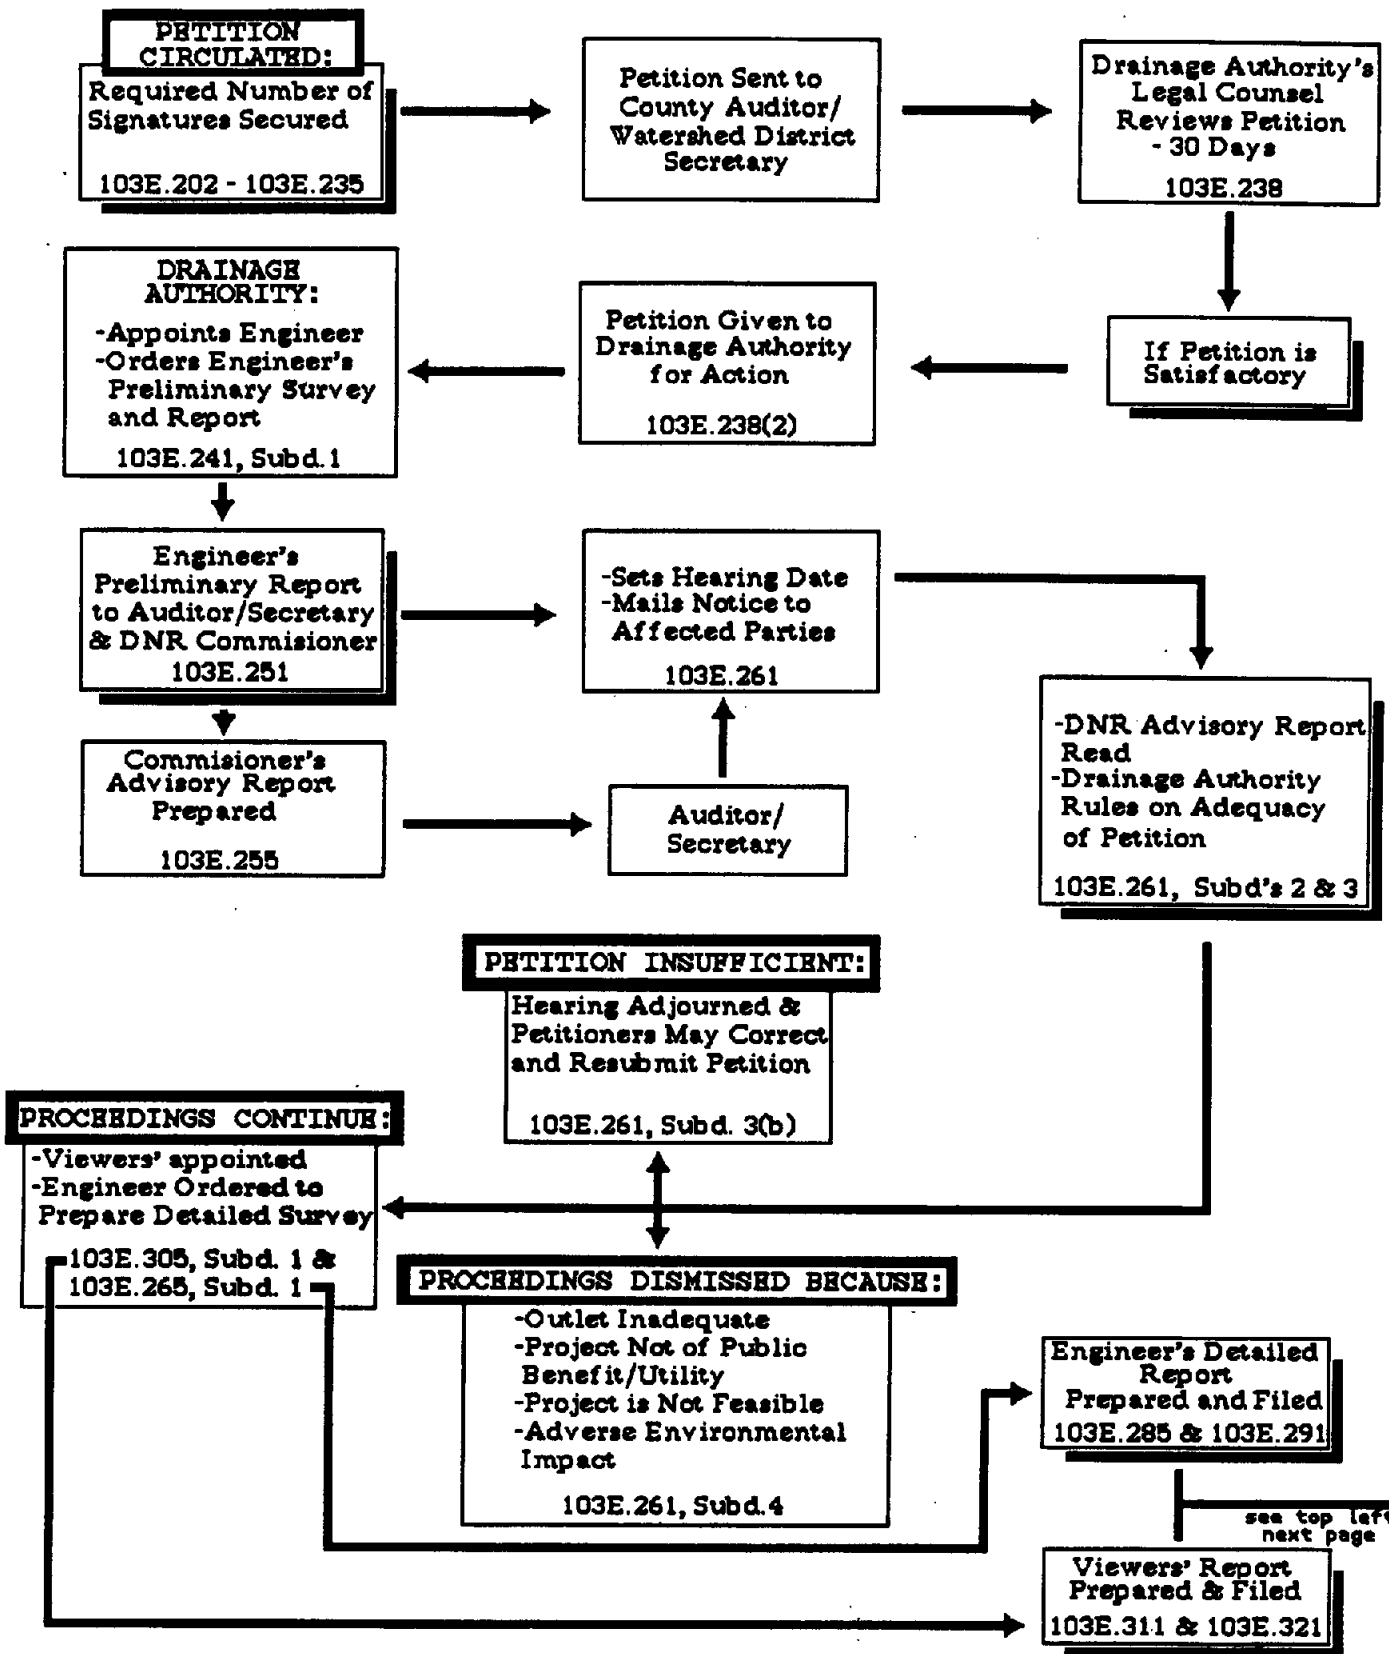 PETITION
CIRCULATED:
Required Number of
Signatures Secured
103E.202 - 103E.235
Petition Sent to
County Auditor/
Watershed District
Secretary
Drainage Authority's
Legal Counsel
Reviews Petition
- 30 Days
103E.238
DRAINAGE
AUTHORITY:
-Appoints Engineer
-Orders Engineer's
Preliminary Survey
and Report
103E.241, Subd.1
Petition Given to
Drainage Authority
for Action
103E.238(2)
If Petition is
Satisfactory
Engineer's
Preliminary Report
to Auditor/Secretary
& DNR Commisioner
103E.251
-Sets Hearing Date
-Mails Notice to
Affected Parties
103E.261
-DNR Advisory Report
Read
-Drainage Authority
Rules on Adequacy
of Petition
103E.261, Subd's 2 & 3
Commisioner's
Advisory Report
Prepared
103E.255
Auditor/
Secretary
PETITION INSUFFICIENT:
Hearing Adjourned &
Petitioners May Correct
and Resubmit Petition
103E.261, Subd. 3(b)
PROCEEDINGS CONTINUE:
-Viewers' appointed
-Engineer Ordered to
Prepare Detailed Survey
103E.305, Subd. 1 &
103E.265, Subd. 1
PROCEEDINGS DISMISSED BECAUSE:
-Outlet Inadequate
-Project Not of Public
Benefit/Utility
-Project is Not Feasible
-Adverse Environmental
Impact
103E.261, Subd.4
Engineer's Detailed
Report
Prepared and Filed
103E.285 & 103E.291
see top left
next page
Viewers' Report
Prepared & Filed
103E.311 & 103E.321